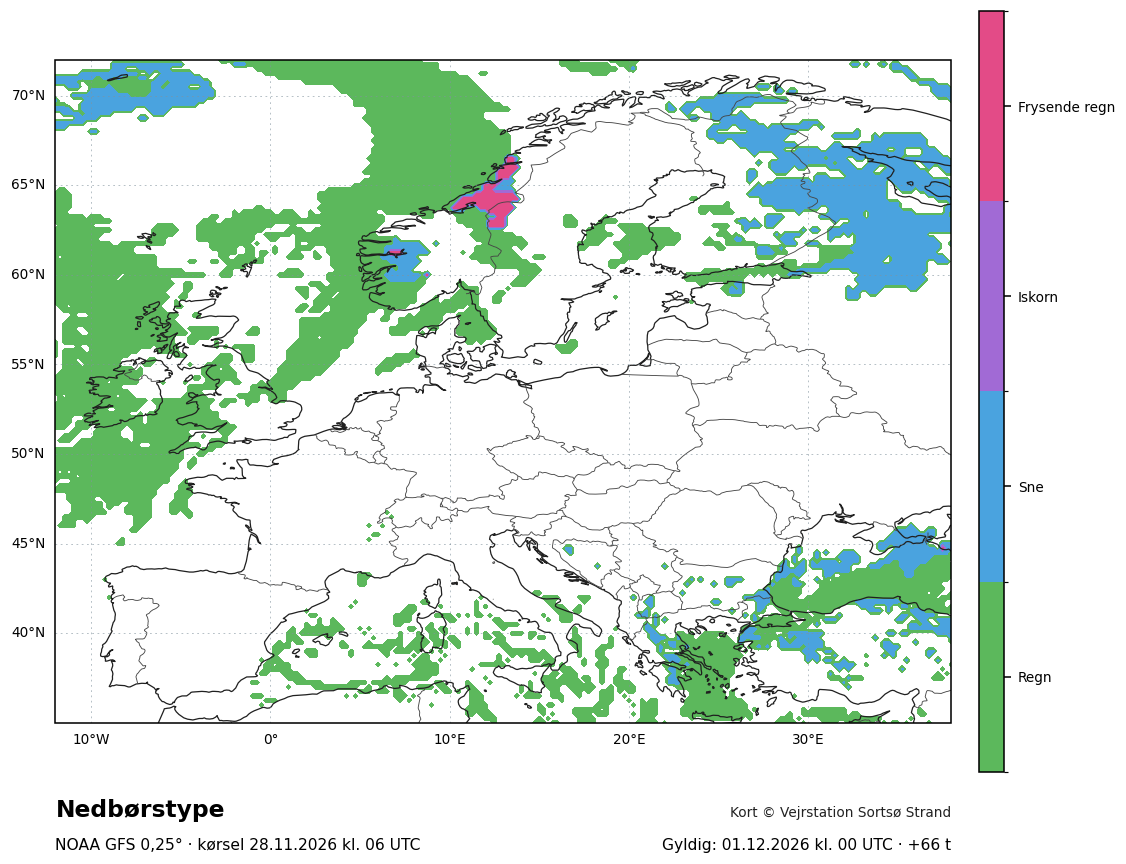 Frysende regn
Iskorn
Sne
Regn
70°N
65°N
60°N
55°N
50°N
45°N
40°N
10°W
0°
10°E
20°E
30°E
Nedbørstype
Kort © Vejrstation Sortsø Strand
NOAA GFS 0,25° · kørsel 28.11.2026 kl. 06 UTC
Gyldig: 01.12.2026 kl. 00 UTC · +66 t